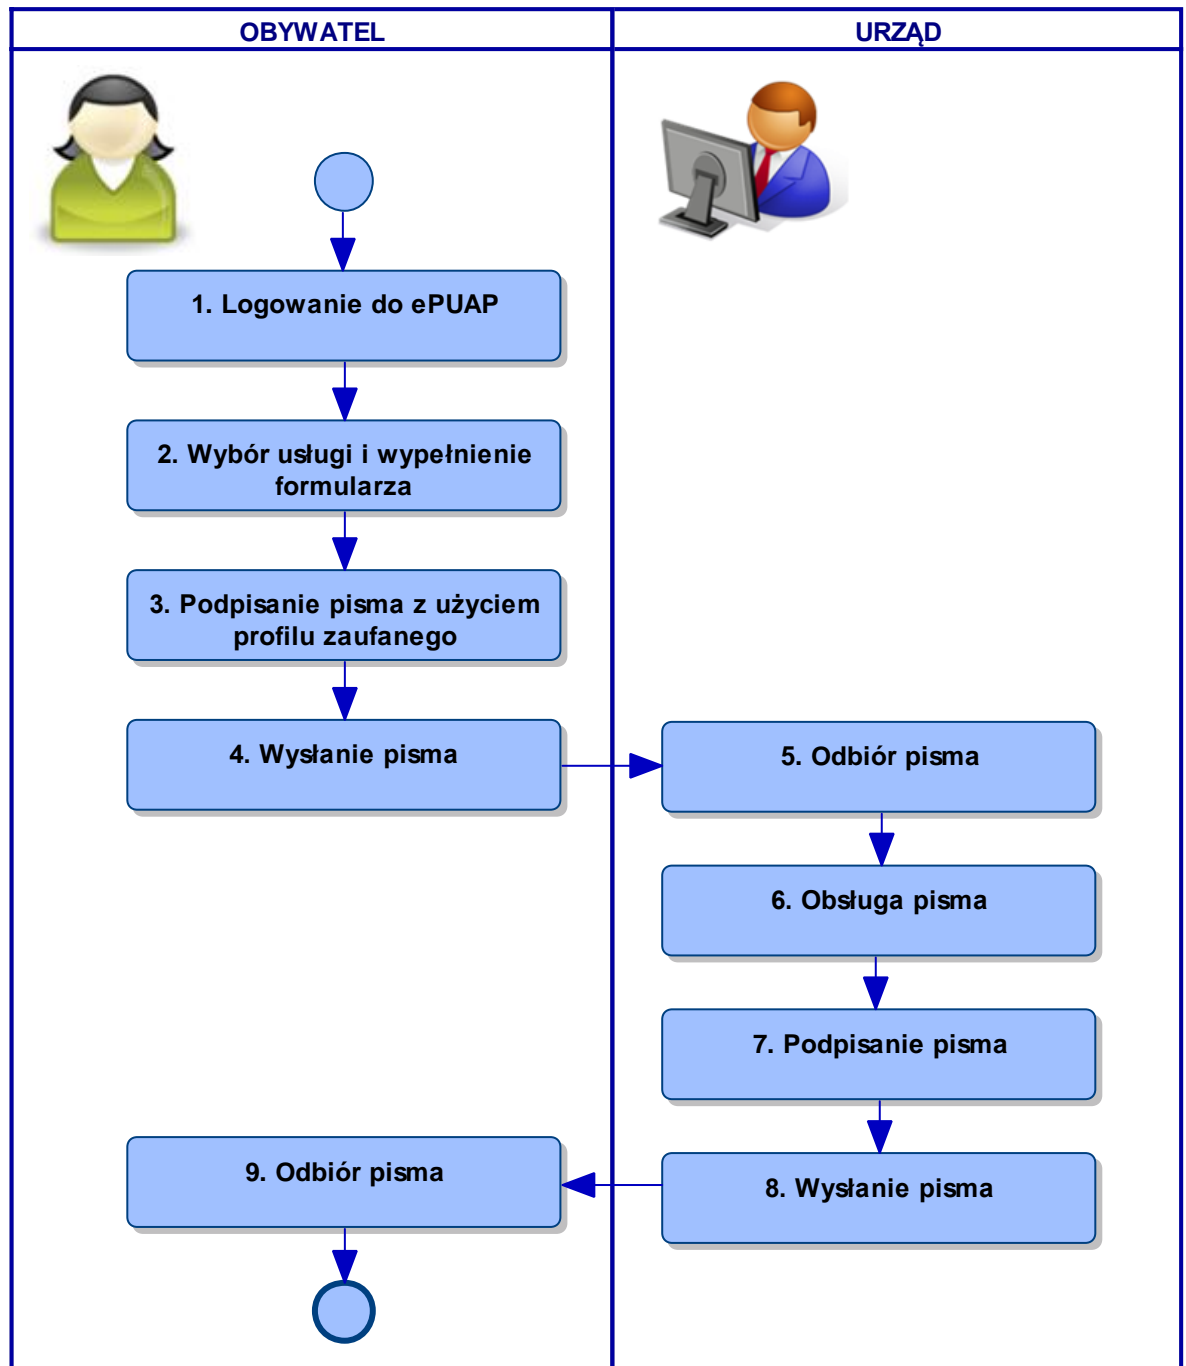 OBYWATEL
URZĄD
1. Logowanie do ePUAP
2. Wybór usługi i wypełnienie
formularza
3. Podpisanie pisma z użyciem
profilu zaufanego
4. Wysłanie pisma
5. Odbiór pisma
6. Obsługa pisma
7. Podpisanie pisma
8. Wysłanie pisma
9. Odbiór pisma